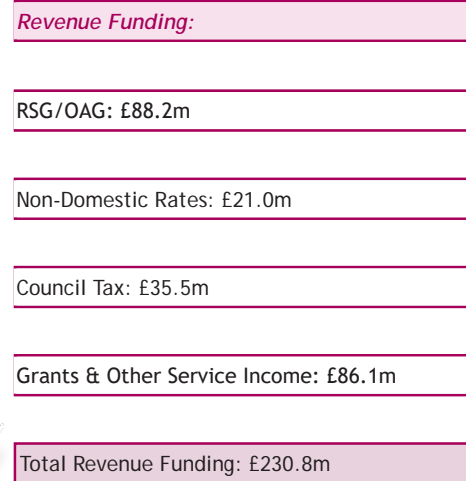 Revenue Funding:
RSG/OAG: £88.2m
Non-Domestic Rates: £21.0m
Council Tax: £35.5m
Grants & Other Service Income: £86.1m
Total Revenue Funding: £230.8m